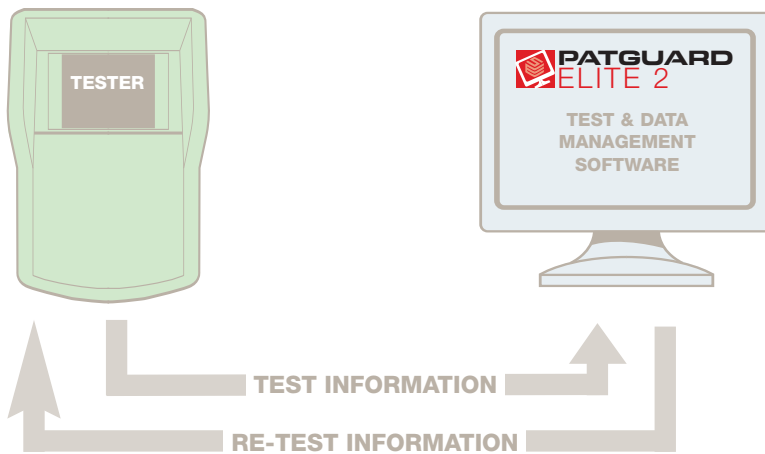 TESTER
PATGUARD
ELITE 2
TEST & DATA
MANAGEMENT
SOFTWARE
TEST INFORMATION
RE-TEST INFORMATION